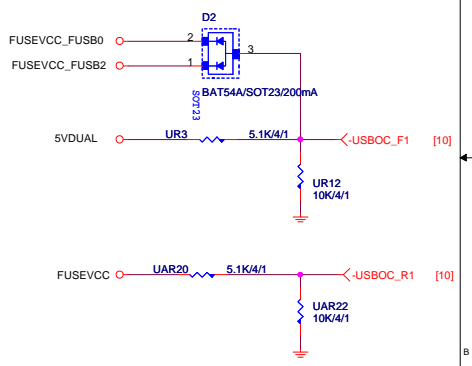 D2
FUSEVCC_FUSB0
2
3
FUSEVCC_FUSB2
1
BAT54A/SOT23/200mA
SOT23
5VDUAL
UR3
5.1K/4/1
-USBOC_F1
[10]
UR12
10K/4/1
FUSEVCC
UAR20
5.1K/4/1
-USBOC_R1
[10]
UAR22
10K/4/1
B